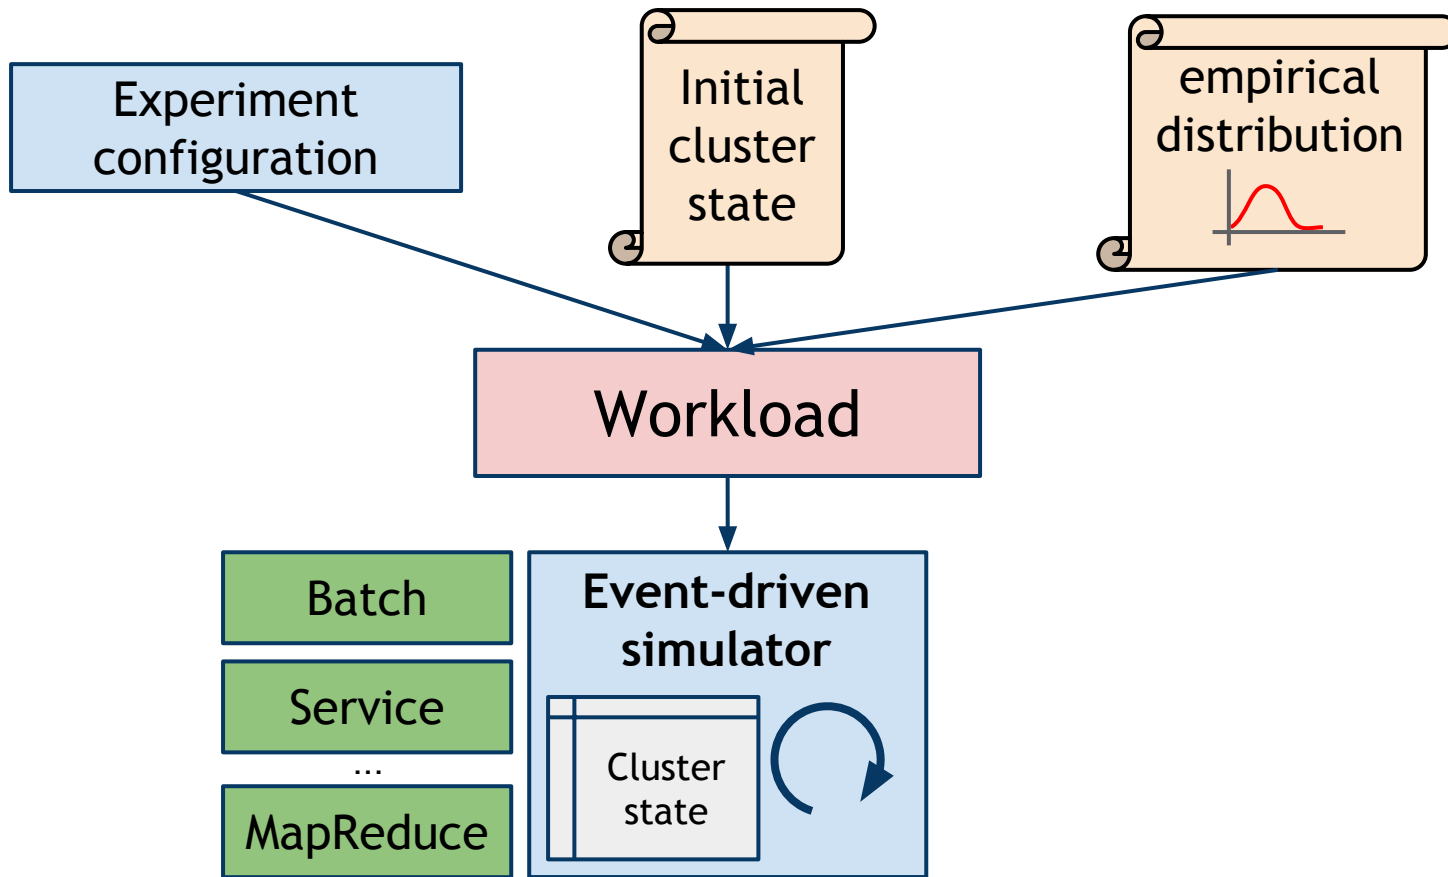 Experiment
configuration
Initial
cluster
state
empirical
distribution
Workload
Batch
Service
...
MapReduce
Event-driven
simulator
Cluster
state